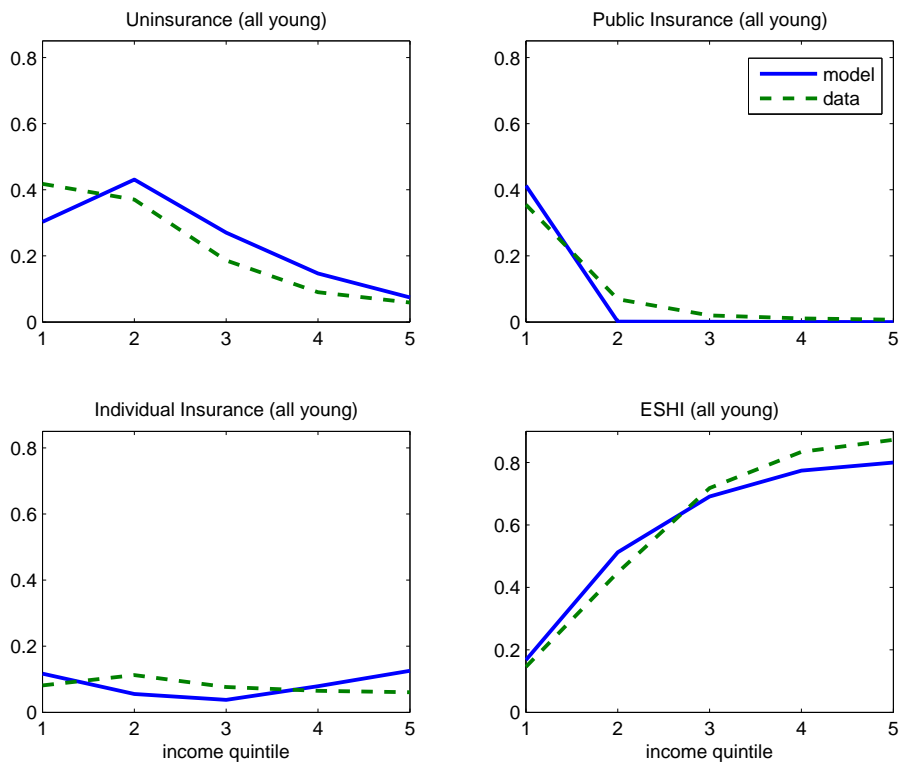 Uninsurance (all young)
0.8
0.6
0.4
0.2
0
1 2 3 4 5
Public Insurance (all young)
model
data
0.8
0.6
0.4
0.2
0
1 2 3 4 5
Individual Insurance (all young)
0.8
0.6
0.4
0.2
0
1 2 3 4 5
income quintile
ESHI (all young)
0.8
0.6
0.4
0.2
0
1 2 3 4 5
income quintile